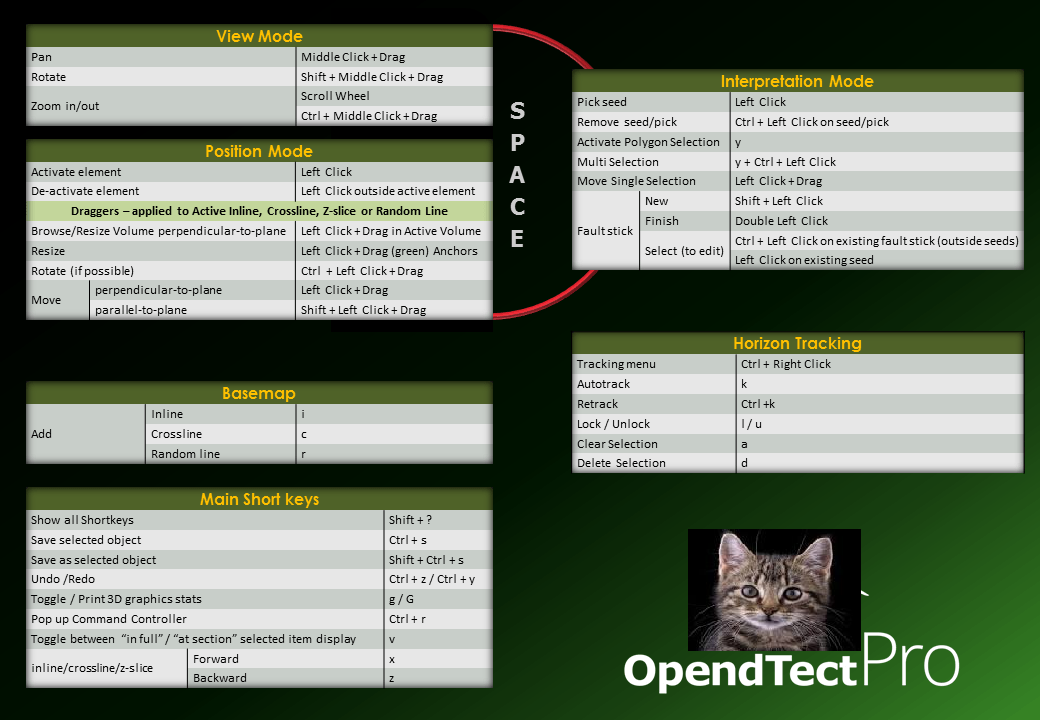 View Mode
Pan Middle Click + Drag
Rotate Shift + Middle Click + Drag
Zoom in/out Scroll Wheel
Ctrl + Middle Click + Drag
Position Mode
Activate element Left Click
De-activate element Left Click outside active element
Draggers – applied to Active Inline, Crossline, Z-slice or Random Line
Browse/Resize Volume perpendicular-to-plane Left Click + Drag in Active Volume
Resize Left Click + Drag (green) Anchors
Rotate (if possible) Ctrl + Left Click + Drag
Move perpendicular-to-plane Left Click + Drag
parallel-to-plane Shift + Left Click + Drag
SPACE
Interpretation Mode
Pick seed Left Click
Remove seed/pick Ctrl + Left Click on seed/pick
Activate Polygon Selection y
Multi Selection y + Ctrl + Left Click
Move Single Selection Left Click + Drag
Fault stick New Shift + Left Click
Finish Double Left Click
Select (to edit) Ctrl + Left Click on existing fault stick (outside seeds)
Left Click on existing seed
Horizon Tracking
Tracking menu Ctrl + Right Click
Autotrack k
Retrack Ctrl +k
Lock / Unlock l / u
Clear Selection a
Delete Selection d
Basemap
Add Inline i
Crossline c
Random line r
Main Short keys
Show all Shortkeys Shift + ?
Save selected object Ctrl + s
Save as selected object Shift + Ctrl + s
Undo /Redo Ctrl + z / Ctrl + y
Toggle / Print 3D graphics stats g / G
Pop up Command Controller Ctrl + r
Toggle between “in full” / “at section” selected item display v
inline/crossline/z-slice Forward x
Backward z
OpendTect Pro